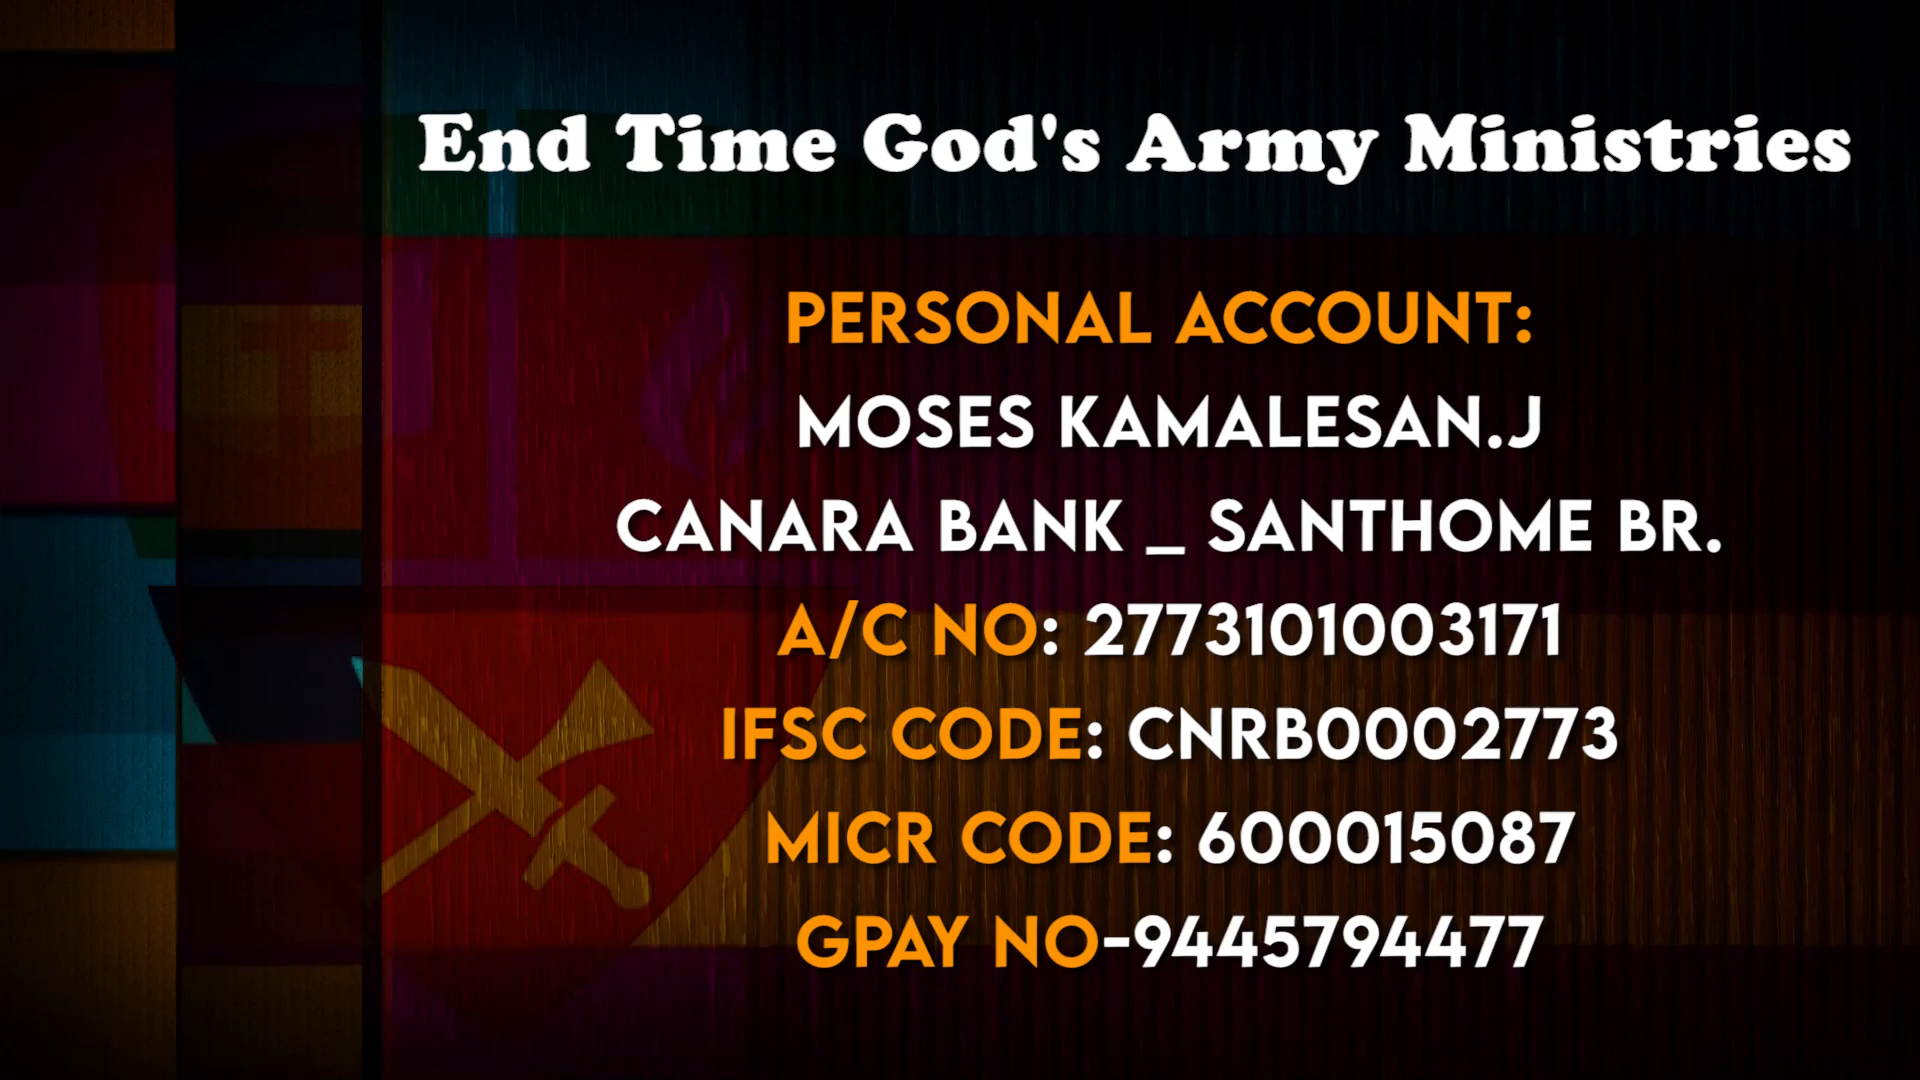 End Time God's Army Ministries
PERSONAL ACCOUNT:
MOSES KAMALESAN.J
CANARA BANK _ SANTHOME BR.
A/C NO: 2773101003171
IFSC CODE: CNRB0002773
MICR CODE: 600015087
GPAY NO-9445794477